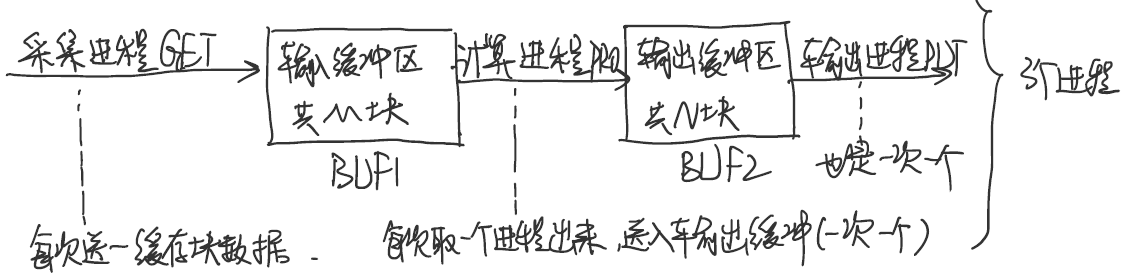 采集进程GET
输入缓冲区
共M块
BUF1
计算进程PRO
输出缓冲区
共N块
BUF2
输出进程PUT
也是一次一个
3个进程
每次送一缓存块数据.
每次取一个进程出来,送入输出缓冲(一次一个)